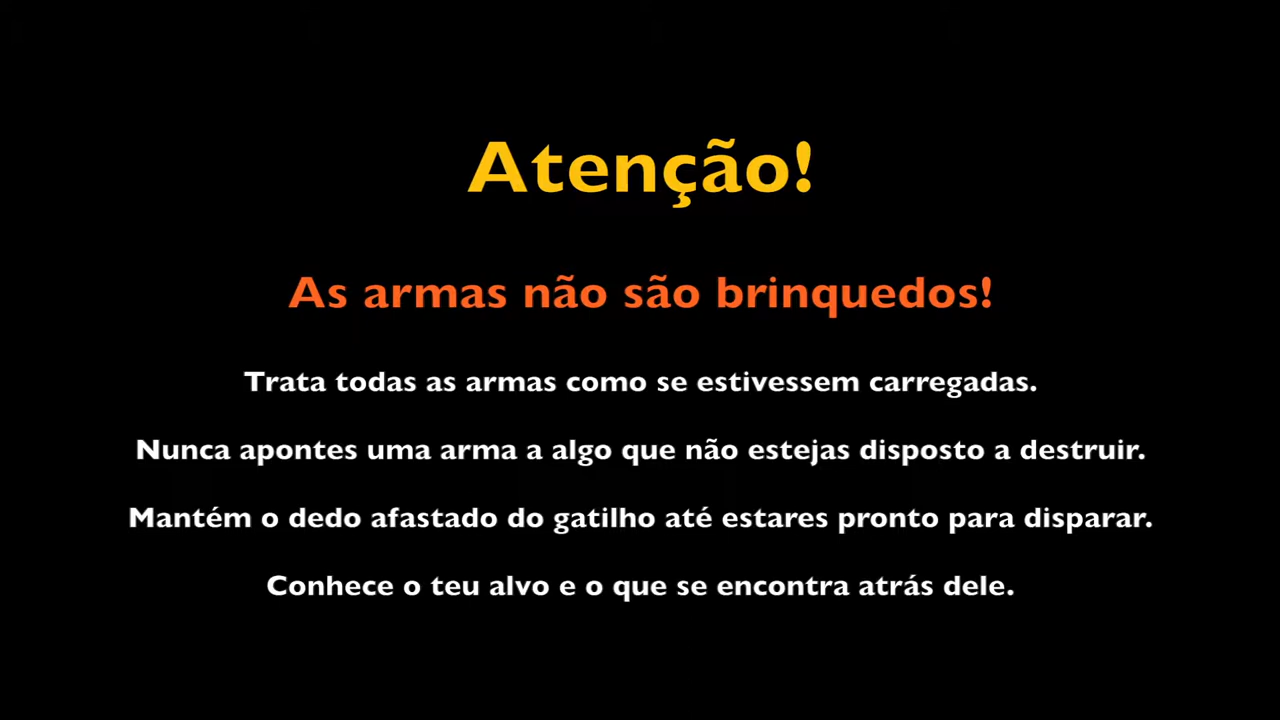 Atenção!
As armas não são brinquedos!
Trata todas as armas como se estivessem carregadas.
Nunca apontes uma arma a algo que não estejas disposto a destruir.
Mantém o dedo afastado do gatilho até estares pronto para disparar.
Conhece o teu alvo e o que se encontra atrás dele.